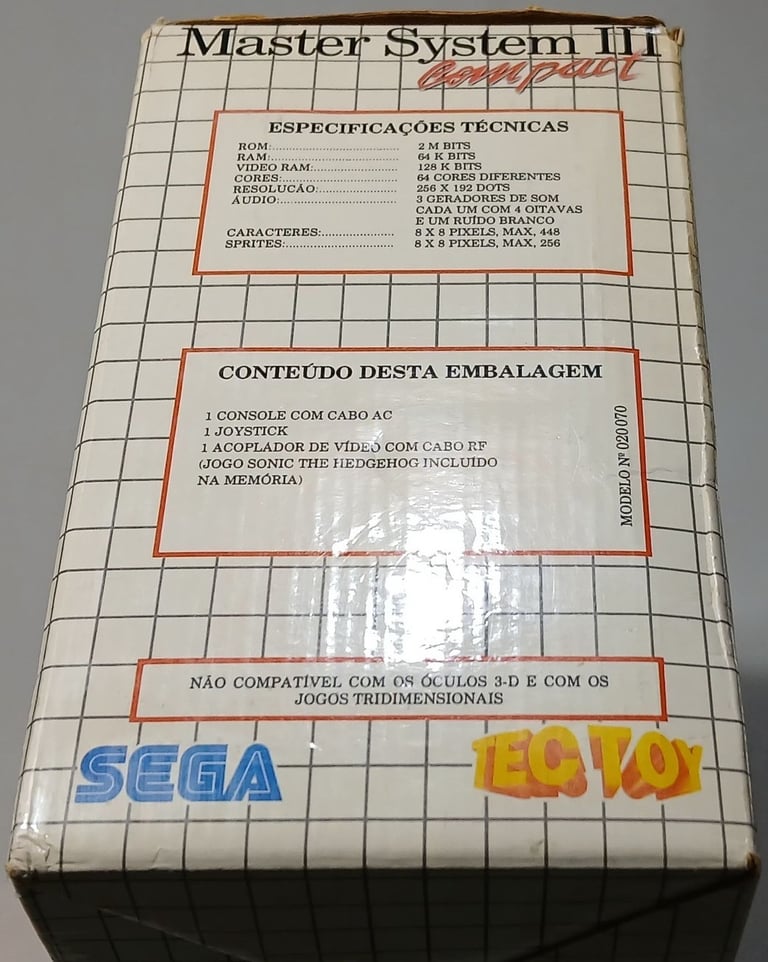 Master System III
compact
ESPECIFICAÇÕES TÉCNICAS
ROM:................................ 2 M BITS
RAM:................................ 64 K BITS
VIDEO RAM:.......................... 128 K BITS
CORES:.............................. 64 CORES DIFERENTES
RESOLUCÃO:.......................... 256 X 192 DOTS
ÁUDIO:.............................. 3 GERADORES DE SOM
CADA UM COM 4 OITAVAS
E UM RUÍDO BRANCO
CARACTERES:................... 8 X 8 PIXELS, MAX, 448
SPRITES:............................ 8 X 8 PIXELS, MAX, 256
CONTEÚDO DESTA EMBALAGEM
1 CONSOLE COM CABO AC
1 JOYSTICK
1 ACOPLADOR DE VÍDEO COM CABO RF
(JOGO SONIC THE HEDGEHOG INCLUÍDO
NA MEMÓRIA)
MODELO Nº 020070
NÃO COMPATÍVEL COM OS ÓCULOS 3-D E COM OS
JOGOS TRIDIMENSIONAIS
SEGA
TEC TOY